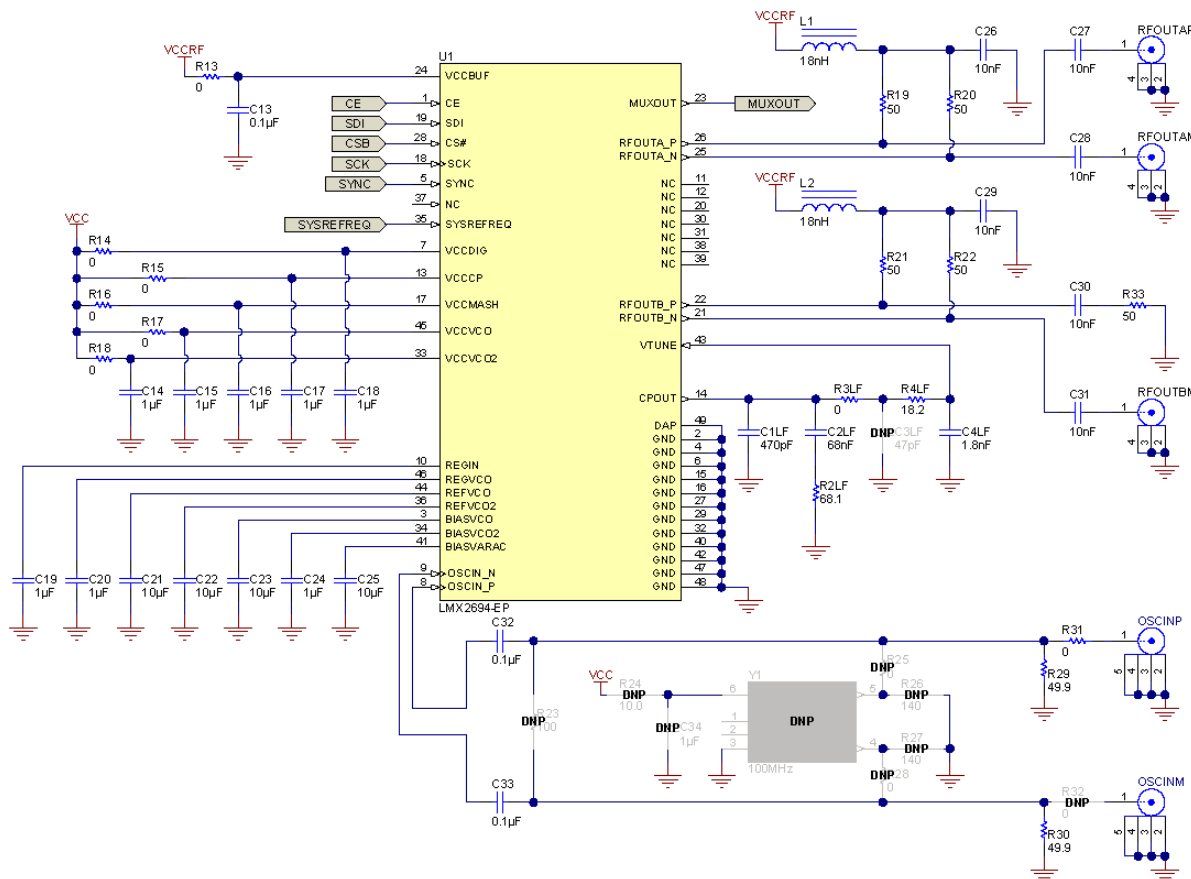 VCCRF
R13
0
C13
0.1µF
U1
24 VCCBUF
CE 1 CE
SDI 19 SDI
CSB 28 CS#
SCK 18 SCK
SYNC 5 SYNC
37 NC
SYSREFREQ 35 SYSREFREQ
VCC
R14
0
7 VCCDIG
R15
0
13 VCCCP
R16
0
17 VCCMASH
R17
0
45 VCCVCO
R18
0
33 VCCVCO2
C14
1µF
C15
1µF
C16
1µF
C17
1µF
C18
1µF
10 REGIN
46 REGVCO
44 REFVCO
36 REFVCO2
3 BIASVCO
34 BIASVCO2
41 BIASVARAC
9 OSCIN_N
8 OSCIN_P
LMX2694-EP
C19
1µF
C20
1µF
C21
10µF
C22
10µF
C23
10µF
C24
1µF
C25
10µF
MUXOUT 23 MUXOUT
RFOUTA_P 26
RFOUTA_N 25
NC 11
NC 12
NC 20
NC 30
NC 31
NC 38
NC 39
RFOUTB_P 22
RFOUTB_N 21
VTUNE 43
CPOUT 14
DAP 49
GND 2
GND 4
GND 6
GND 15
GND 16
GND 27
GND 29
GND 32
GND 40
GND 42
GND 47
GND 48
VCCRF
L1
18nH
R19
50
R20
50
C26
10nF
C27
10nF
RFOUTAP
1
4 3 2
C28
10nF
RFOUTAM
1
4 3 2
VCCRF
L2
18nH
R21
50
R22
50
C29
10nF
C30
10nF
R33
50
C31
10nF
RFOUTBM
1
4 3 2
C1LF
470pF
C2LF
68nF
R2LF
68.1
R3LF
0
DNP
C3LF
47pF
R4LF
18.2
C4LF
1.8nF
C32
0.1µF
C33
0.1µF
R23
DNP
100
VCC
R24
DNP
10.0
DNP
C34
1µF
Y1
6
1
2
3
5
4
DNP
100MHz
R25
DNP
0
R26
DNP
140
R27
DNP
140
R28
DNP
0
R31
0
R29
49.9
OSCINP
1
5 4 3 2
R32
DNP
0
R30
49.9
OSCINM
1
5 4 3 2